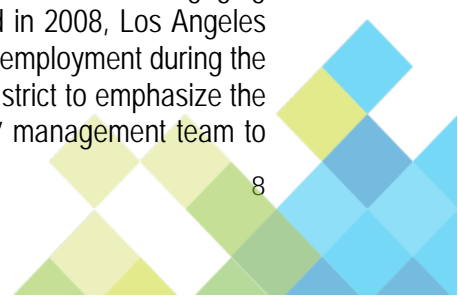 in 2008, Los Angeles
employment during the
strict to emphasize the
management team to
8